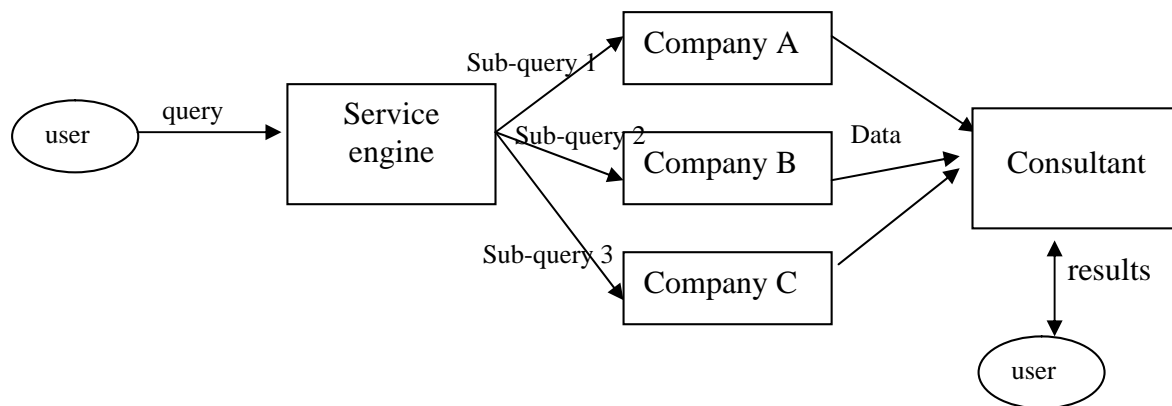 Company A
Sub-query 1
query
Service
engine
user
Sub-query 2
Data
Company B
Consultant
Sub-query 3
Company C
results
user